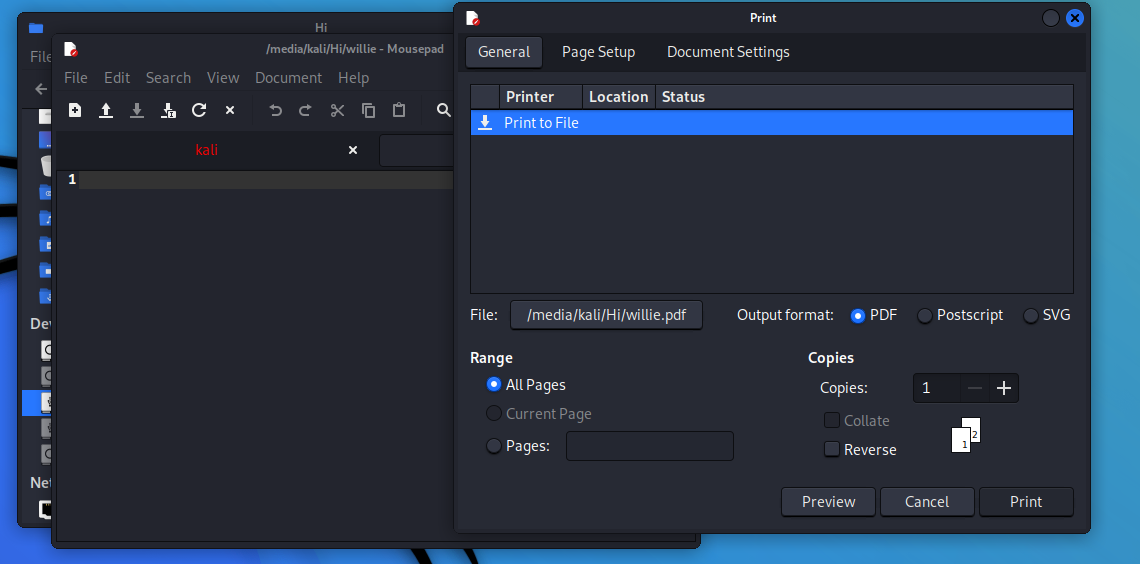 Hi
File
Dev
Net
/media/kali/Hi/willie - Mousepad
File Edit Search View Document Help
kali
1
Print
General Page Setup Document Settings
Printer Location Status
Print to File
File: /media/kali/Hi/willie.pdf Output format: PDF Postscript SVG
Range
All Pages
Current Page
Pages:
Copies
Copies: 1
Collate
Reverse
1 2
Preview Cancel Print